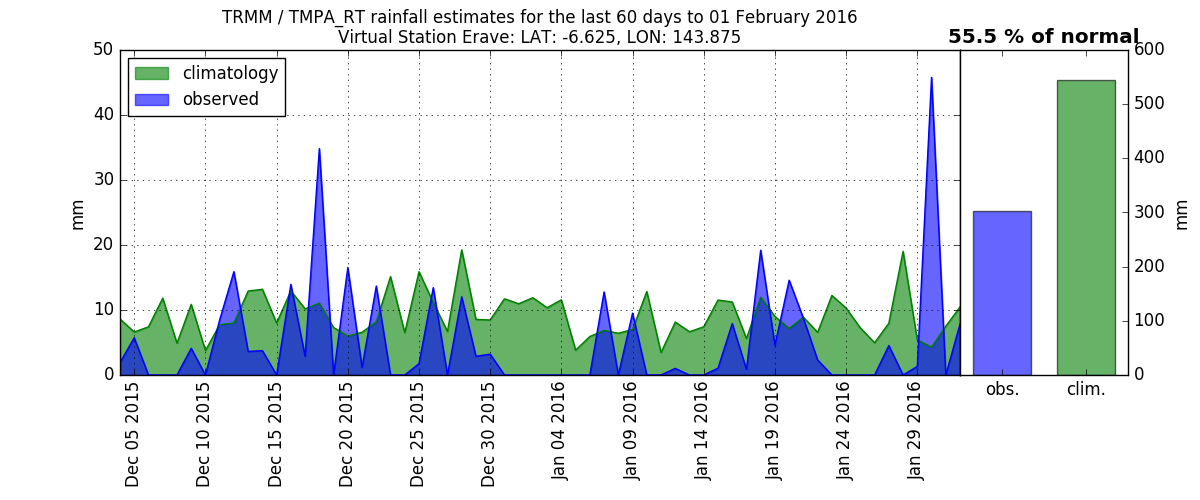 TRMM / TMPA_RT rainfall estimates for the last 60 days to 01 February 2016
Virtual Station Erave: LAT: -6.625, LON: 143.875
55.5 % of normal
climatology
observed
mm
50
40
30
20
10
0
Dec 05 2015
Dec 10 2015
Dec 15 2015
Dec 20 2015
Dec 25 2015
Dec 30 2015
Jan 04 2016
Jan 09 2016
Jan 14 2016
Jan 19 2016
Jan 24 2016
Jan 29 2016
600
500
400
300
200
100
0
mm
obs.
clim.